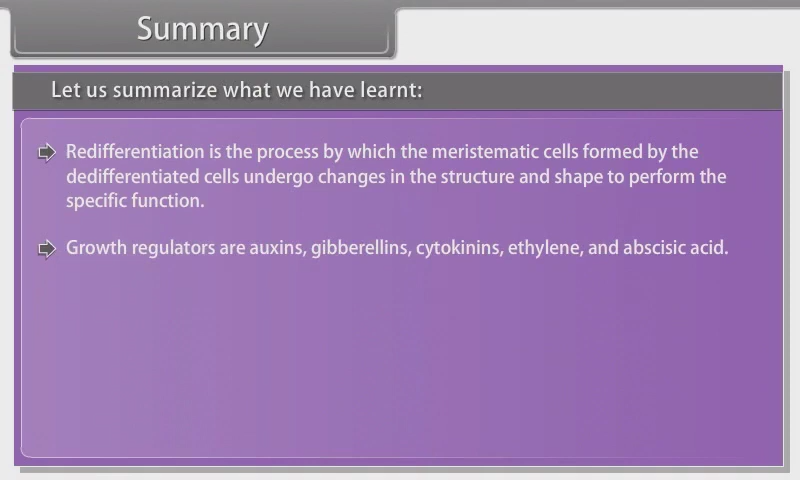 Summary
Let us summarize what we have learnt:
Redifferentiation is the process by which the meristematic cells formed by the
dedifferentiated cells undergo changes in the structure and shape to perform the
specific function.
Growth regulators are auxins, gibberellins, cytokinins, ethylene, and abscisic acid.